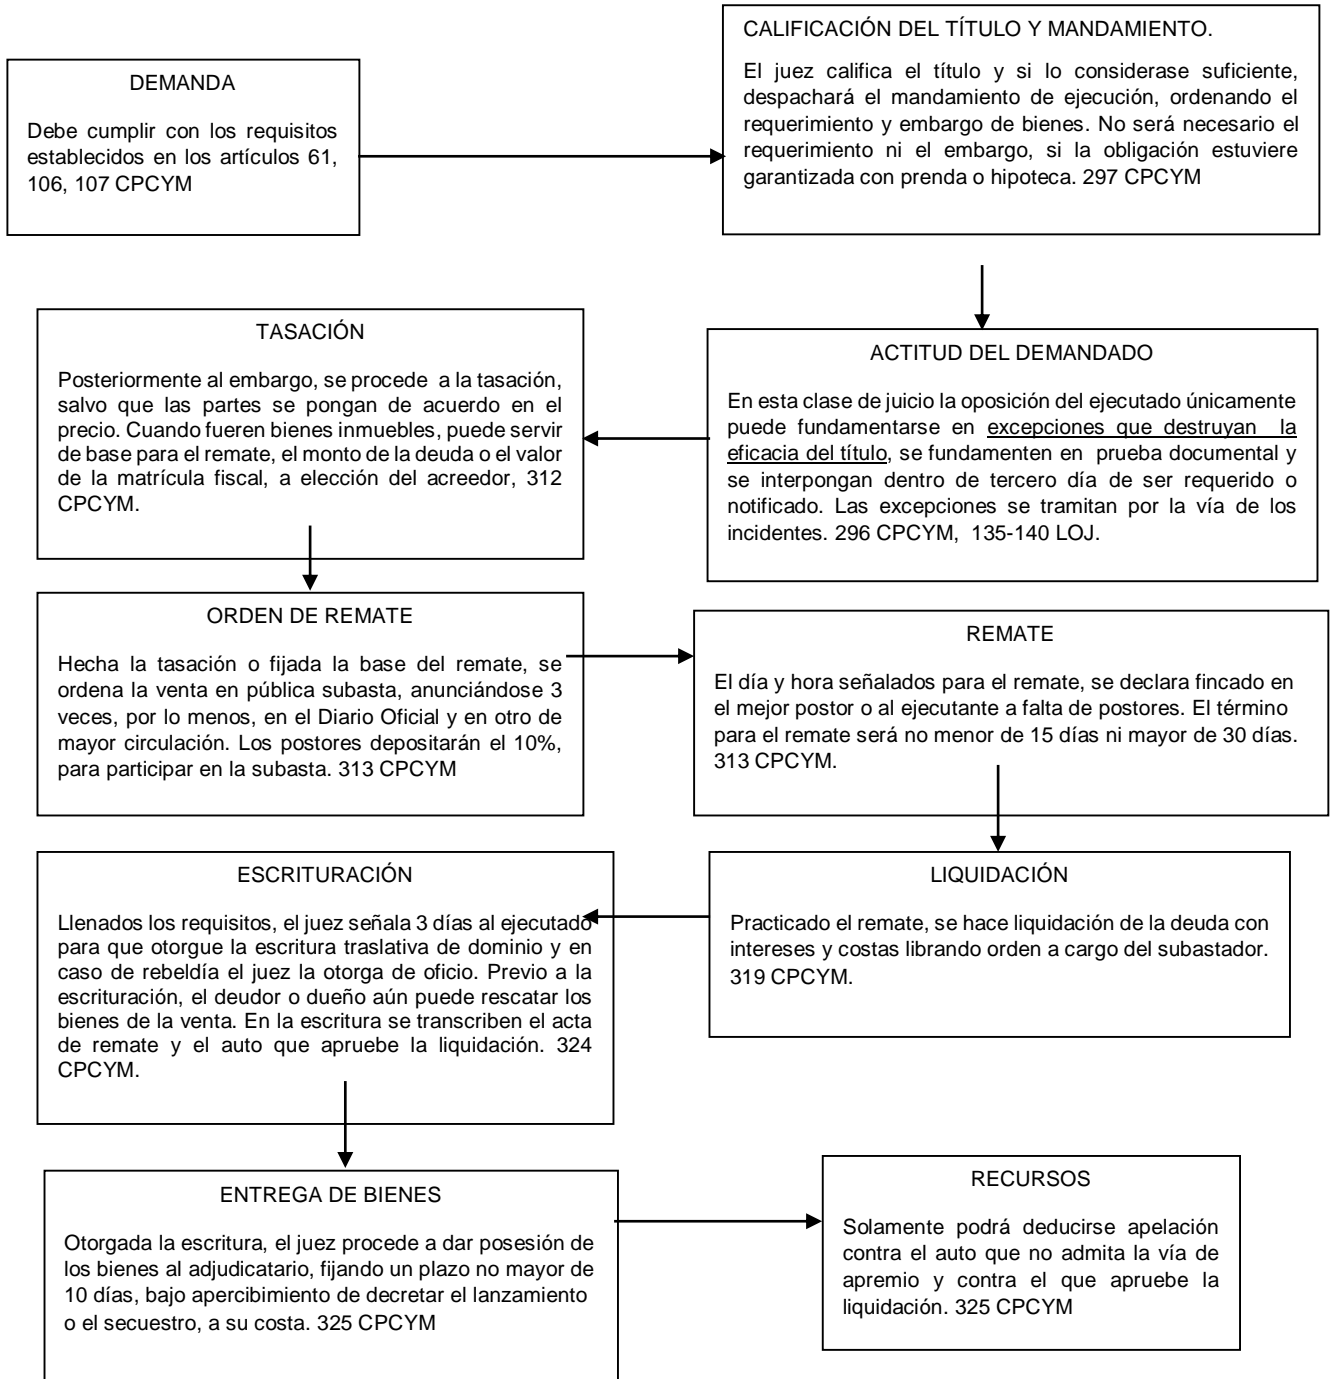 DEMANDA
Debe cumplir con los requisitos
establecidos en los artículos 61,
106, 107 CPCYM
CALIFICACIÓN DEL TÍTULO Y MANDAMIENTO.
El juez califica el título y si lo considerase suficiente,
despachará el mandamiento de ejecución, ordenando el
requerimiento y embargo de bienes. No será necesario el
requerimiento ni el embargo, si la obligación estuviere
garantizada con prenda o hipoteca. 297 CPCYM
ACTITUD DEL DEMANDADO
En esta clase de juicio la oposición del ejecutado únicamente
puede fundamentarse en excepciones que destruyan la
eficacia del título, se fundamenten en prueba documental y
se interpongan dentro de tercero día de ser requerido o
notificado. Las excepciones se tramitan por la vía de los
incidentes. 296 CPCYM, 135-140 LOJ.
TASACIÓN
Posteriormente al embargo, se procede a la tasación,
salvo que las partes se pongan de acuerdo en el
precio. Cuando fueren bienes inmuebles, puede servir
de base para el remate, el monto de la deuda o el valor
de la matrícula fiscal, a elección del acreedor, 312
CPCYM.
ORDEN DE REMATE
Hecha la tasación o fijada la base del remate, se
ordena la venta en pública subasta, anunciándose 3
veces, por lo menos, en el Diario Oficial y en otro de
mayor circulación. Los postores depositarán el 10%,
para participar en la subasta. 313 CPCYM
REMATE
El día y hora señalados para el remate, se declara fincado en
el mejor postor o al ejecutante a falta de postores. El término
para el remate será no menor de 15 días ni mayor de 30 días.
313 CPCYM.
LIQUIDACIÓN
Practicado el remate, se hace liquidación de la deuda con
intereses y costas librando orden a cargo del subastador.
319 CPCYM.
ESCRITURACIÓN
Llenados los requisitos, el juez señala 3 días al ejecutado
para que otorgue la escritura traslativa de dominio y en
caso de rebeldía el juez la otorga de oficio. Previo a la
escrituración, el deudor o dueño aún puede rescatar los
bienes de la venta. En la escritura se transcriben el acta
de remate y el auto que apruebe la liquidación. 324
CPCYM.
ENTREGA DE BIENES
Otorgada la escritura, el juez procede a dar posesión de
los bienes al adjudicatario, fijando un plazo no mayor de
10 días, bajo apercibimiento de decretar el lanzamiento
o el secuestro, a su costa. 325 CPCYM
RECURSOS
Solamente podrá deducirse apelación
contra el auto que no admita la vía de
apremio y contra el que apruebe la
liquidación. 325 CPCYM